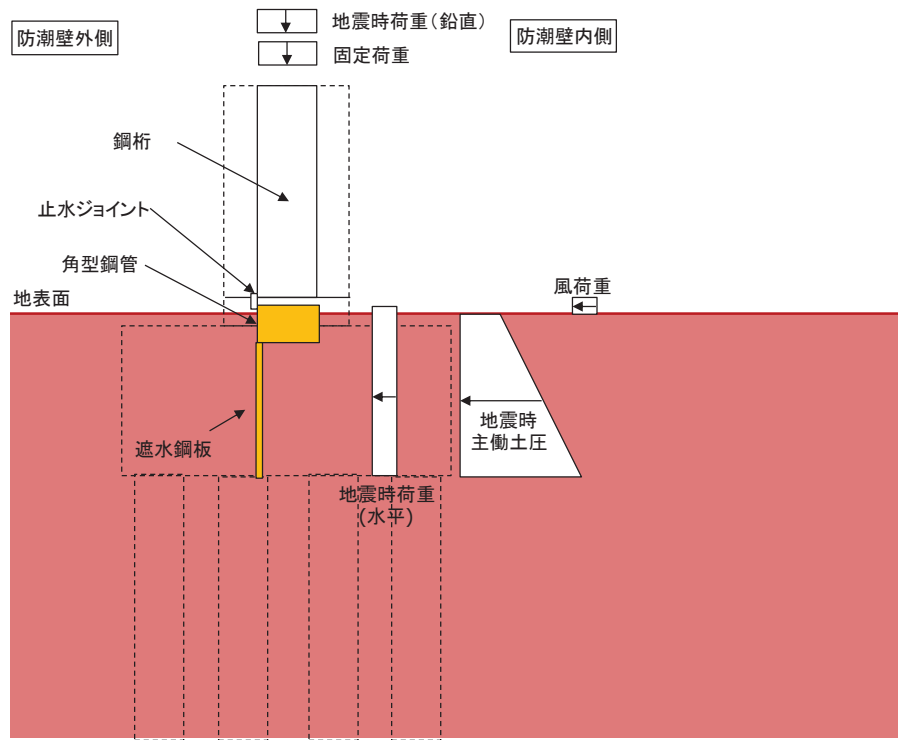 地震時荷重(鉛直)
防潮壁外側
防潮壁内側
固定荷重
鋼桁
止水ジョイント
角型鋼管
地表面
風荷重
遮水鋼板
地震時
主働土圧
地震時荷重
(水平)